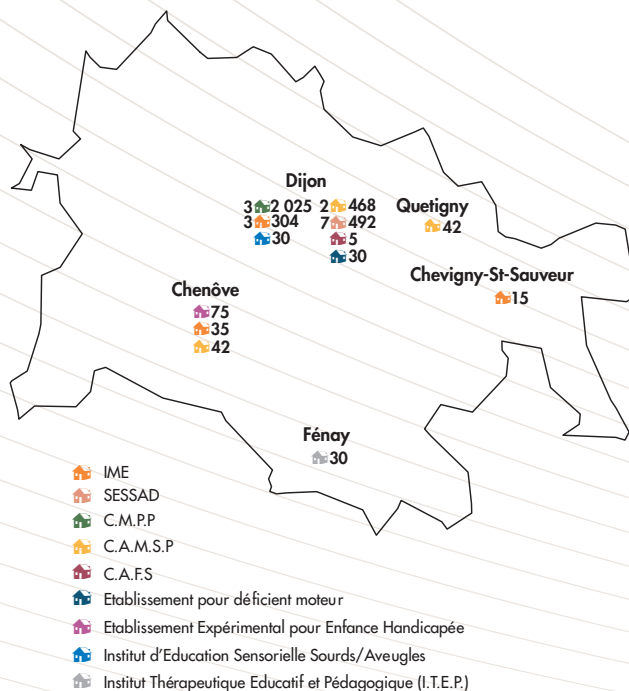 Dijon
3 2 025 2 468
3 304 7 492
30 5
30
Quetigny
42
Chevigny-St-Sauveur
15
Chenôve
75
35
42
Fénay
30
IME
SESSAD
C.M.P.P
C.A.M.S.P
C.A.F.S
Etablissement pour déficient moteur
Etablissement Expérimental pour Enfance Handicapée
Institut d'Education Sensorielle Sourds/Aveugles
Institut Thérapeutique Educatif et Pédagogique (I.T.E.P.)